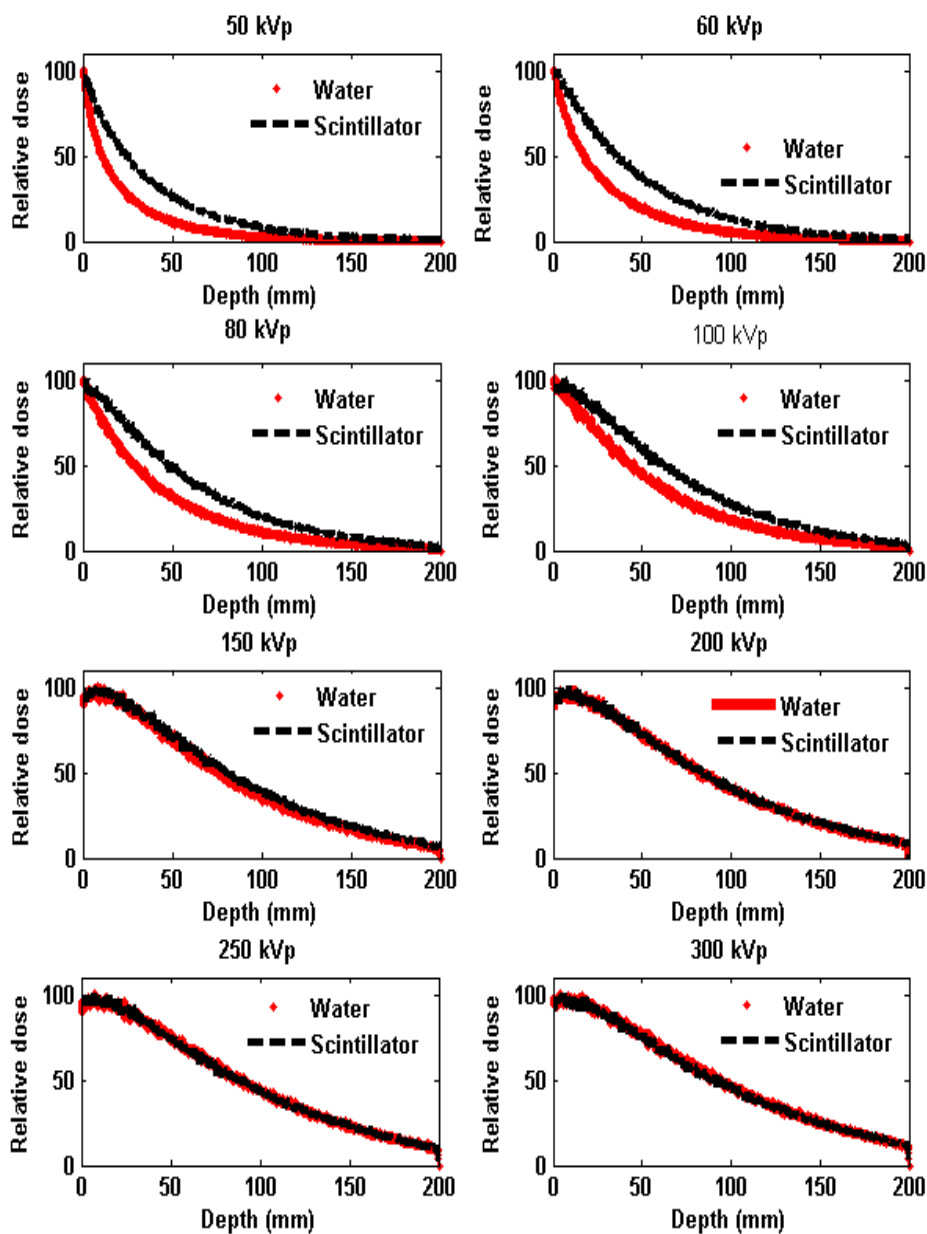 50 kVp
Relative dose
100
50
0
Water
Scintillator
0 50 100 150 200
Depth (mm)
60 kVp
Relative dose
100
50
0
Water
Scintillator
0 50 100 150 200
Depth (mm)
80 kVp
Relative dose
100
50
0
Water
Scintillator
0 50 100 150 200
Depth (mm)
100 kVp
Relative dose
100
50
0
Water
Scintillator
0 50 100 150 200
Depth (mm)
150 kVp
Relative dose
100
50
0
Water
Scintillator
0 50 100 150 200
Depth (mm)
200 kVp
Relative dose
100
50
0
Water
Scintillator
0 50 100 150 200
Depth (mm)
250 kVp
Relative dose
100
50
0
Water
Scintillator
0 50 100 150 200
Depth (mm)
300 kVp
Relative dose
100
50
0
Water
Scintillator
0 50 100 150 200
Depth (mm)